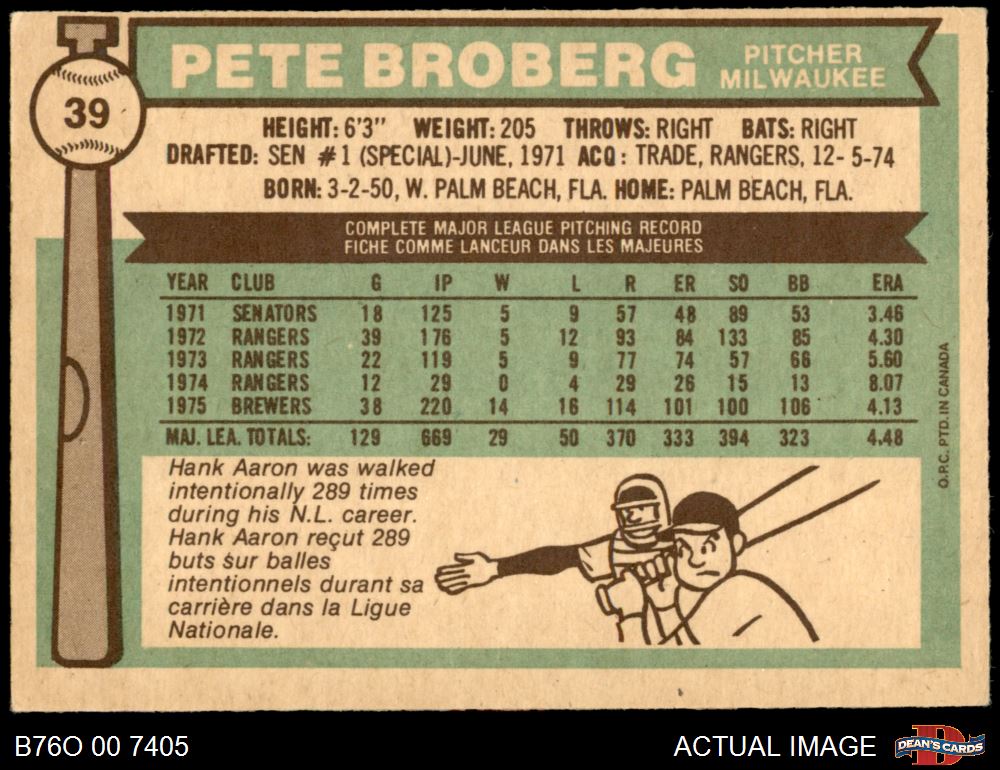 PETE BROBERG
PITCHER
MILWAUKEE
39
HEIGHT: 6'3" WEIGHT: 205 THROWS: RIGHT BATS: RIGHT
DRAFTED: SEN #1 (SPECIAL)-JUNE, 1971 ACQ: TRADE, RANGERS, 12- 5-74
BORN: 3-2-50, W. PALM BEACH, FLA. HOME: PALM BEACH, FLA.
COMPLETE MAJOR LEAGUE PITCHING RECORD
FICHE COMME LANCEUR DANS LES MAJEURES
YEAR CLUB G IP W L R ER SO BB ERA
1971 SENATORS 18 125 5 9 57 48 89 53 3.46
1972 RANGERS 39 176 5 12 93 84 133 85 4.30
1973 RANGERS 22 119 5 9 77 74 57 66 5.60
1974 RANGERS 12 29 0 4 29 26 15 13 8.07
1975 BREWERS 38 220 14 16 114 101 100 106 4.13
MAJ. LEA. TOTALS: 129 669 29 50 370 333 394 323 4.48
Hank Aaron was walked
intentionally 289 times
during his N.L. career.
Hank Aaron reçut 289
buts sur balles
intentionnels durant sa
carrière dans la Ligue
Nationale.
O.P.C. PTD. IN CANADA
B76O 00 7405
ACTUAL IMAGE
DEAN'S CARDS